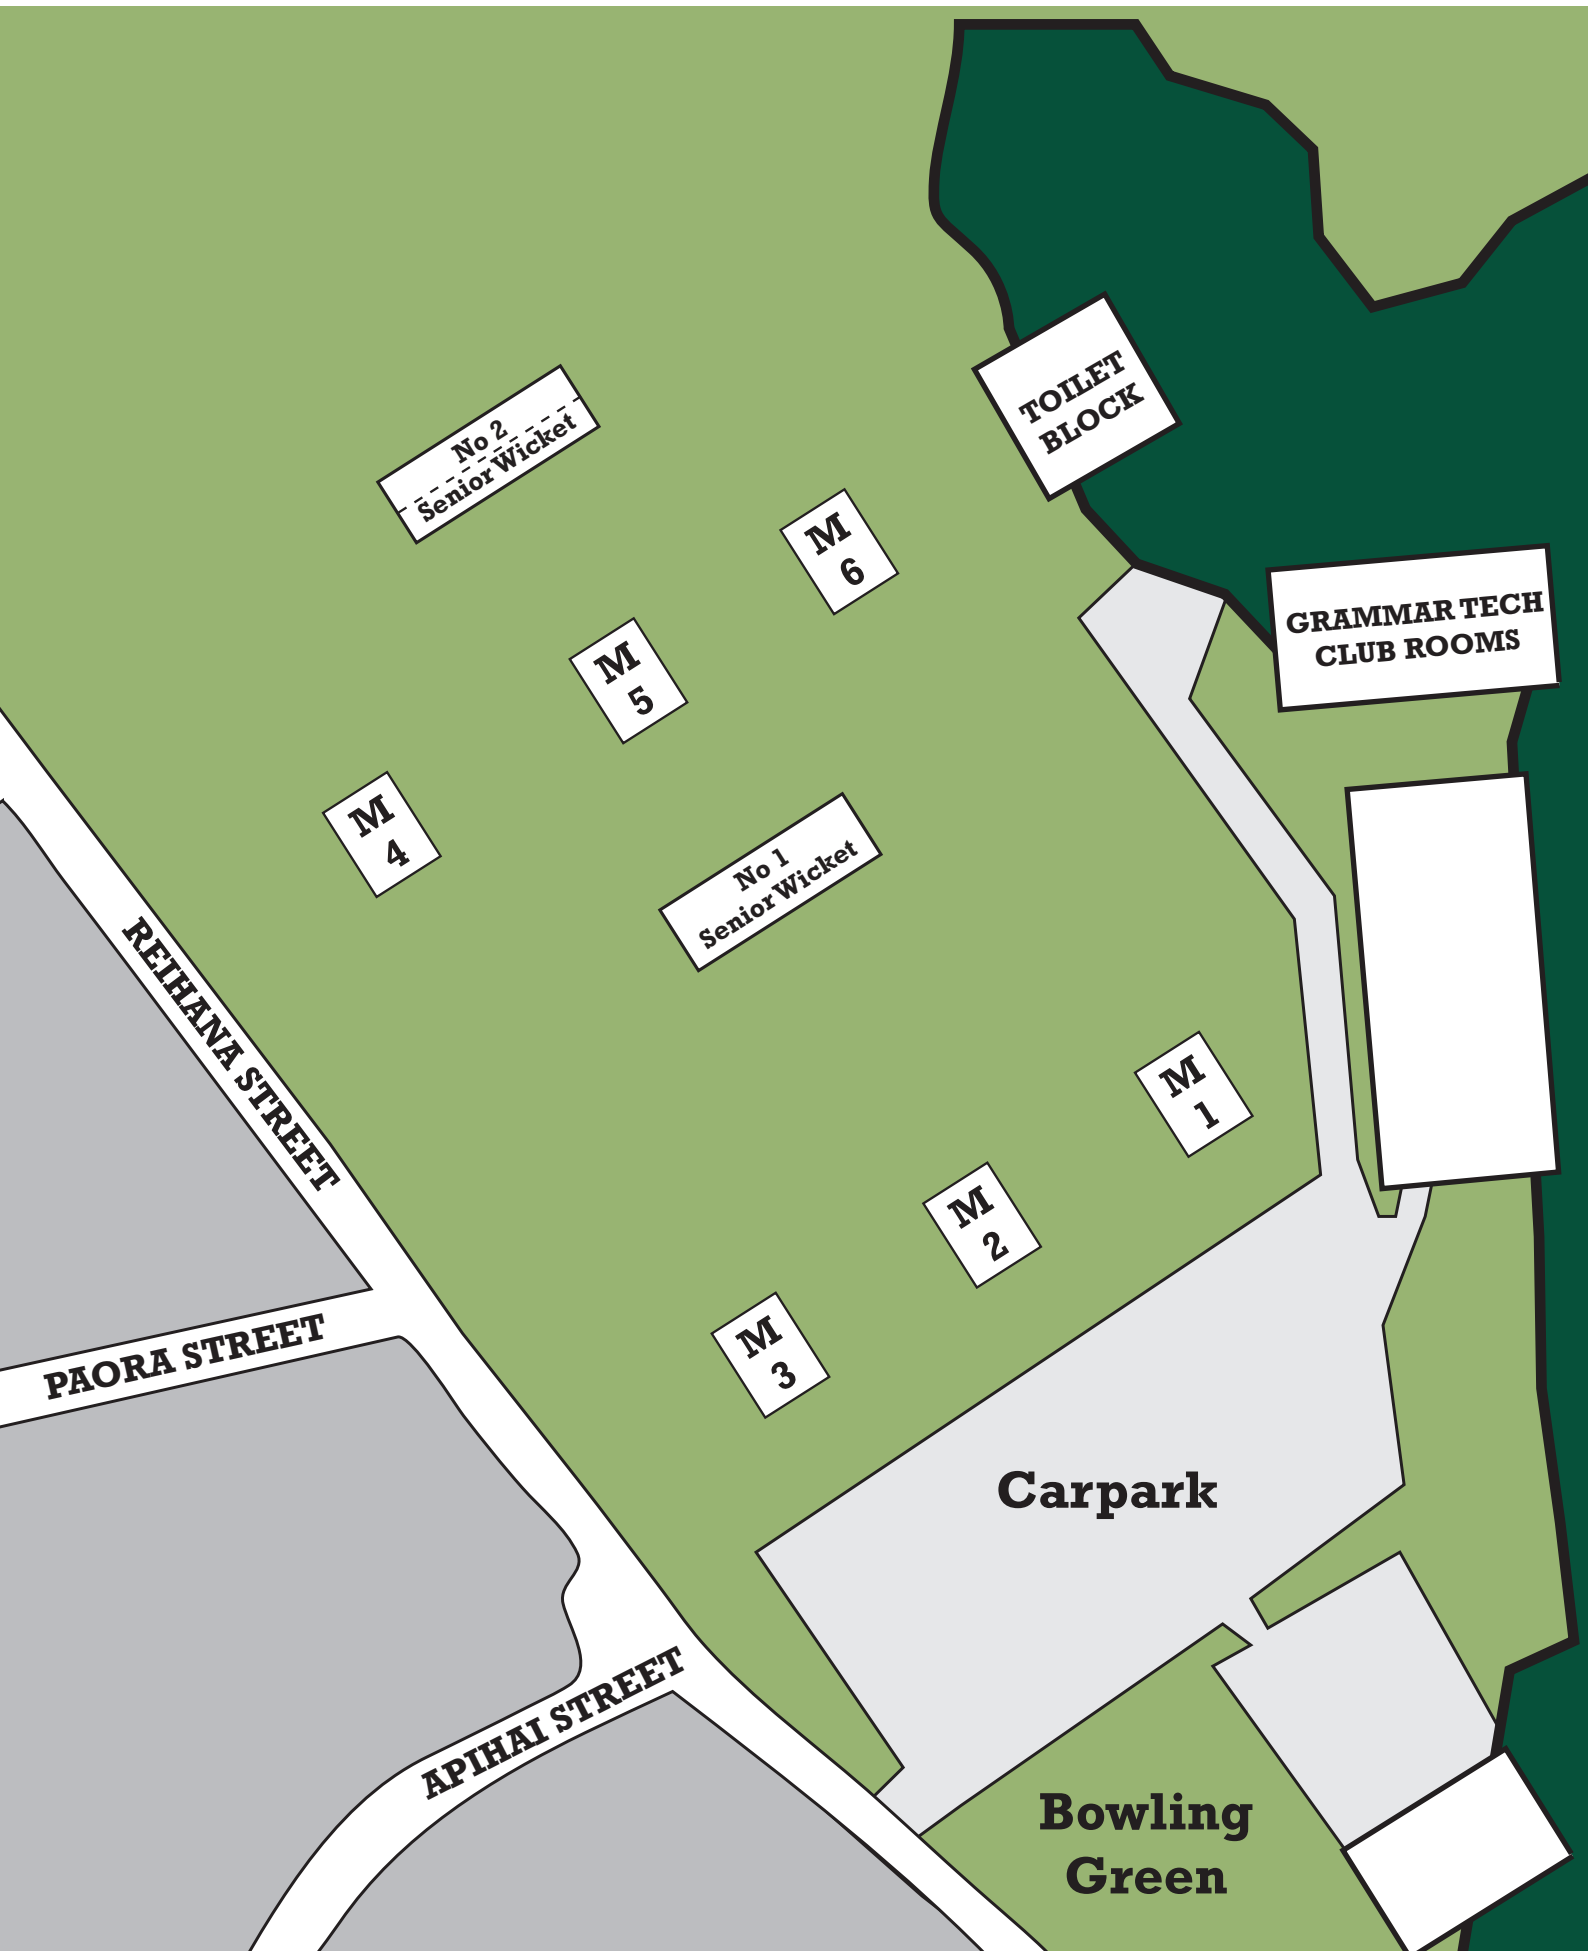 TOILET
BLOCK
No 2
Senior Wicket
M
6
GRAMMAR TECH
CLUB ROOMS
M
5
M
4
No 1
Senior Wicket
REIHANA STREET
M
1
M
2
M
3
PAORA STREET
Carpark
APIHAI STREET
Bowling
Green